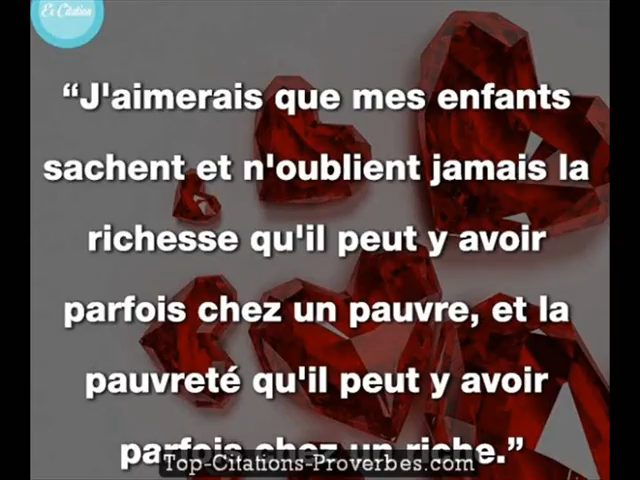 Ex Citation
“J'aimerais que mes enfants
sachent et n'oublient jamais la
richesse qu'il peut y avoir
parfois chez un pauvre, et la
pauvreté qu'il peut y avoir
parfois chez un riche.”
Top-Citations-Proverbes.com